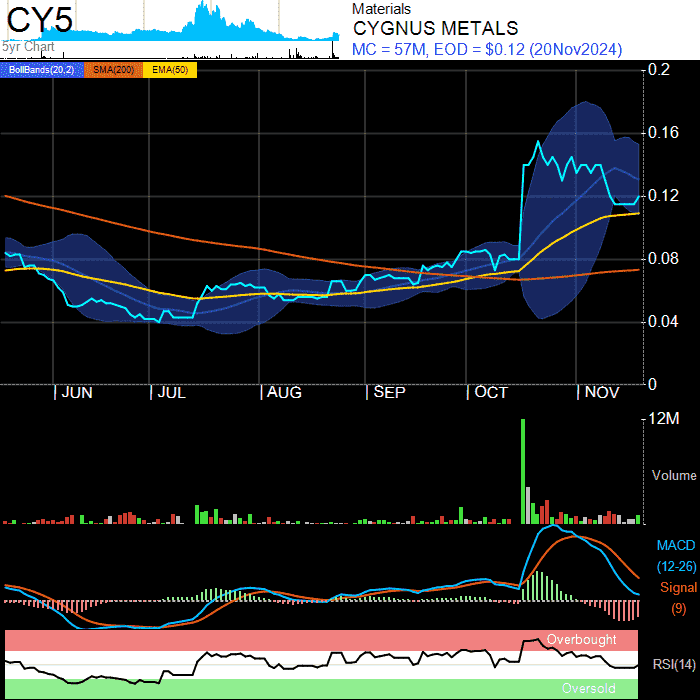 CY5
5yr Chart
Materials
CYGNUS METALS
MC = 57M, EOD = $0.12 (20Nov2024)
BollBands(20,2) SMA(200) EMA(50)
0.2
0.16
0.12
0.08
0.04
0
JUN JUL AUG SEP OCT NOV
12M
Volume
MACD
(12-26)
Signal
(9)
Overbought
RSI(14)
Oversold